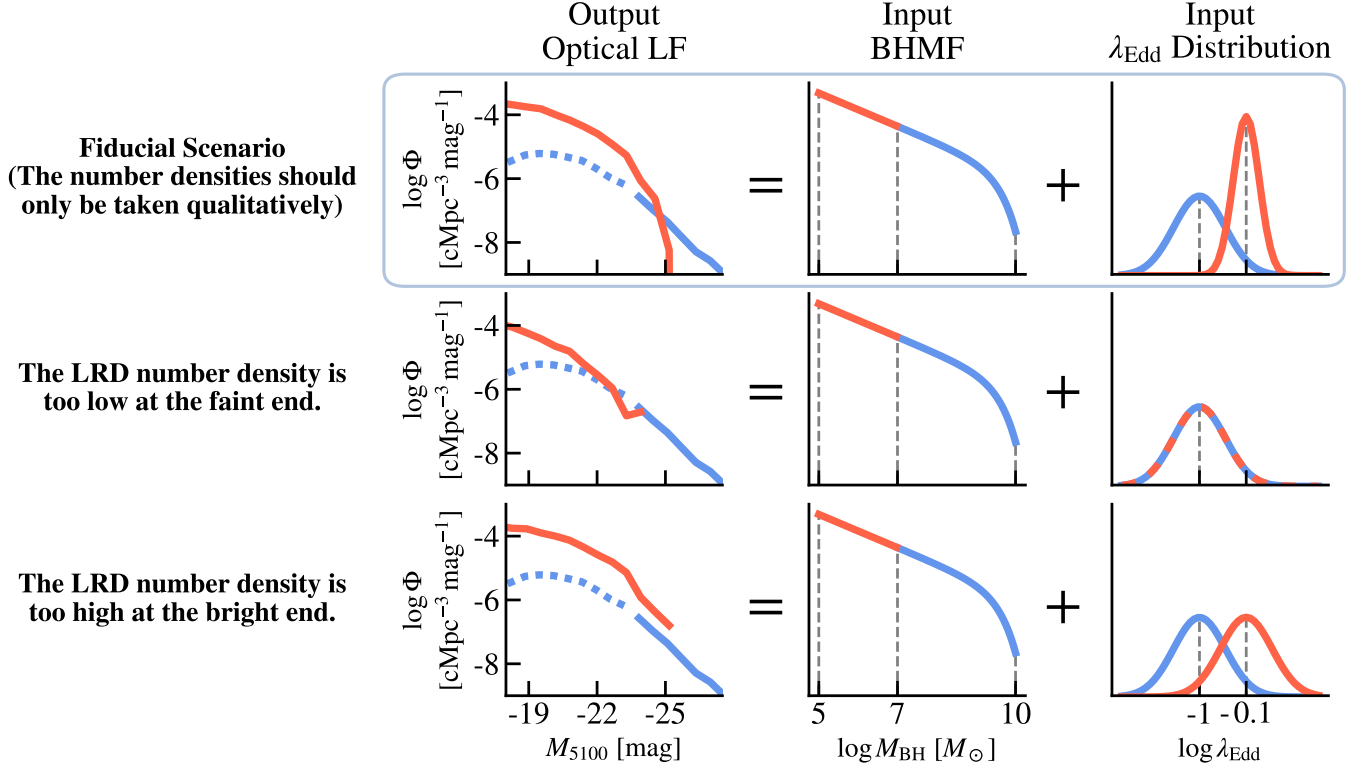 Output
Optical LF
Input
BHMF
Input
λ_Edd Distribution
Fiducial Scenario
(The number densities should
only be taken qualitatively)
log Φ
[cMpc⁻³ mag⁻¹]
-4
-6
-8
=
+
The LRD number density is
too low at the faint end.
log Φ
[cMpc⁻³ mag⁻¹]
-4
-6
-8
=
+
The LRD number density is
too high at the bright end.
log Φ
[cMpc⁻³ mag⁻¹]
-4
-6
-8
=
+
-19 -22 -25
M₅₁₀₀ [mag]
5 7 10
log M_BH [M_⊙]
-1 -0.1
log λ_Edd